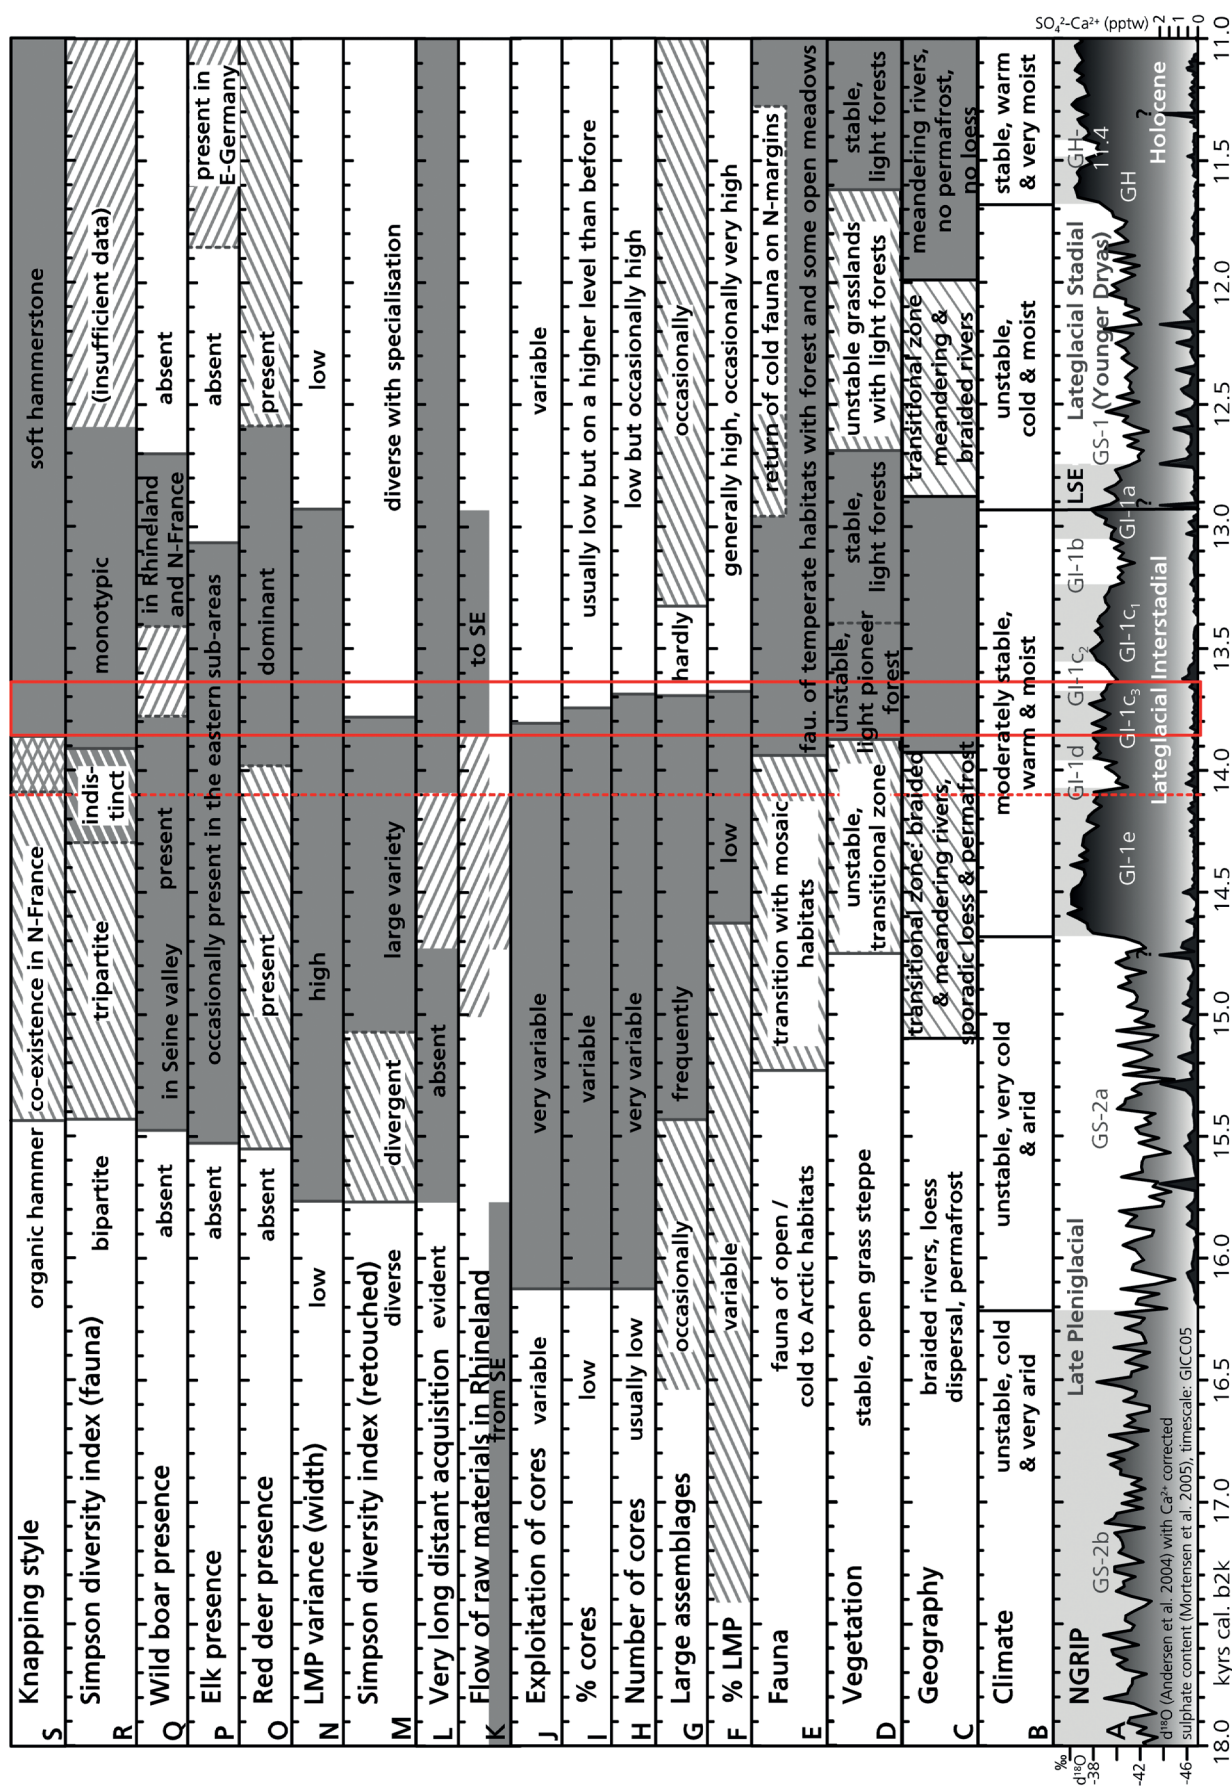 S
Knapping style
organic hammer
co-existence in N-France
soft hammerstone
R
Simpson diversity index (fauna)
bipartite
tripartite
indis-
tinct
monotypic
(insufficient data)
Q
Wild boar presence
absent
in Seine valley
present
in Rhineland
and N-France
absent
P
Elk presence
absent
occasionally present in the eastern sub-areas
absent
present in
E-Germany
O
Red deer presence
absent
present
dominant
present
N
LMP variance (width)
low
high
low
M
Simpson diversity index (retouched)
diverse
divergent
large variety
diverse with specialisation
L
Very long distant acquisition
evident
absent
K
Flow of raw materials in Rhineland
from SE
to SE
J
Exploitation of cores
variable
very variable
variable
I
% cores
low
variable
usually low but on a higher level than before
H
Number of cores
usually low
very variable
low but occasionally high
G
Large assemblages
occasionally
frequently
hardly
occasionally
F
% LMP
variable
low
generally high, occasionally very high
E
Fauna
fauna of open /
cold to Arctic habitats
transition with mosaic
habitats
return of cold fauna on N-margins
fau. of temperate habitats with forest and some open meadows
D
Vegetation
stable, open grass steppe
unstable,
transitional zone
unstable,
light pioneer
forest
stable,
light forests
unstable grasslands
with light forests
stable,
light forests
C
Geography
braided rivers, loess
dispersal, permafrost
transitional zone: braided
& meandering rivers,
sporadic loess & permafrost
transitional zone
meandering &
braided rivers
meandering rivers,
no permafrost,
no loess
B
Climate
unstable, cold
& very arid
unstable, very cold
& arid
moderately stable,
warm & moist
unstable,
cold & moist
stable, warm
& very moist
A
NGRIP
Late Pleniglacial
GS-2b
GS-2a
GI-1e
GI-1d
GI-1c₃
GI-1c₂
GI-1c₁
GI-1b
GI-1a
Lateglacial Interstadial
LSE
Lateglacial Stadial
GS-1 (Younger Dryas)
GH-
11.4
GH
Holocene
?
?
?
‰
d¹⁸O
-38
-42
-46
SO₄²-Ca²⁺ (pptw)
2
1
0
d¹⁸O (Andersen et al. 2004) with Ca²⁺ corrected
sulphate content (Mortensen et al. 2005), timescale: GICC05
18.0 kyrs cal. b2k 17.0 16.5 16.0 15.5 15.0 14.5 14.0 13.5 13.0 12.5 12.0 11.5 11.0